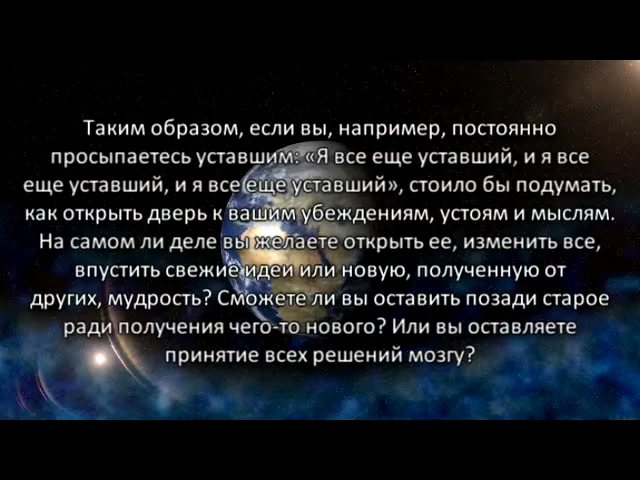 Таким образом, если вы, например, постоянно
просыпаетесь уставшим: «Я все еще уставший, и я все
еще уставший, и я все еще уставший», стоило бы подумать,
как открыть дверь к вашим убеждениям, устоям и мыслям.
На самом ли деле вы желаете открыть ее, изменить все,
впустить свежие идеи или новую, полученную от
других, мудрость? Сможете ли вы оставить позади старое
ради получения чего-то нового? Или вы оставляете
принятие всех решений мозгу?